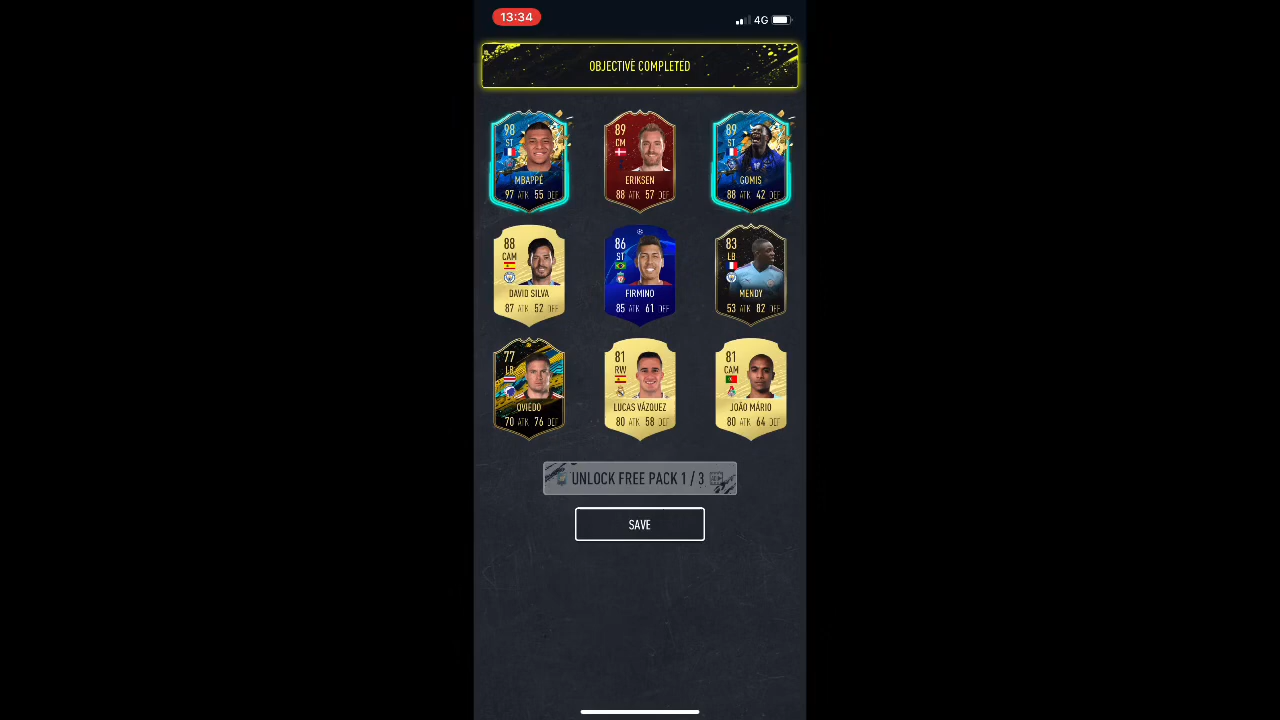 13:34
4G
OBJECTIVE COMPLETED
98 ST MBAPPÉ 97 ATK 55 DEF
89 CM ERIKSEN 88 ATK 57 DEF
89 ST GOMIS 88 ATK 42 DEF
88 CAM DAVID SILVA 87 ATK 52 DEF
86 ST FIRMINO 85 ATK 61 DEF
83 LB MENDY 53 ATK 82 DEF
77 LB OVIEDO 70 ATK 76 DEF
81 RW LUCAS VÁZQUEZ 80 ATK 58 DEF
81 CAM JOÃO MÁRIO 80 ATK 64 DEF
UNLOCK FREE PACK 1 / 3
SAVE